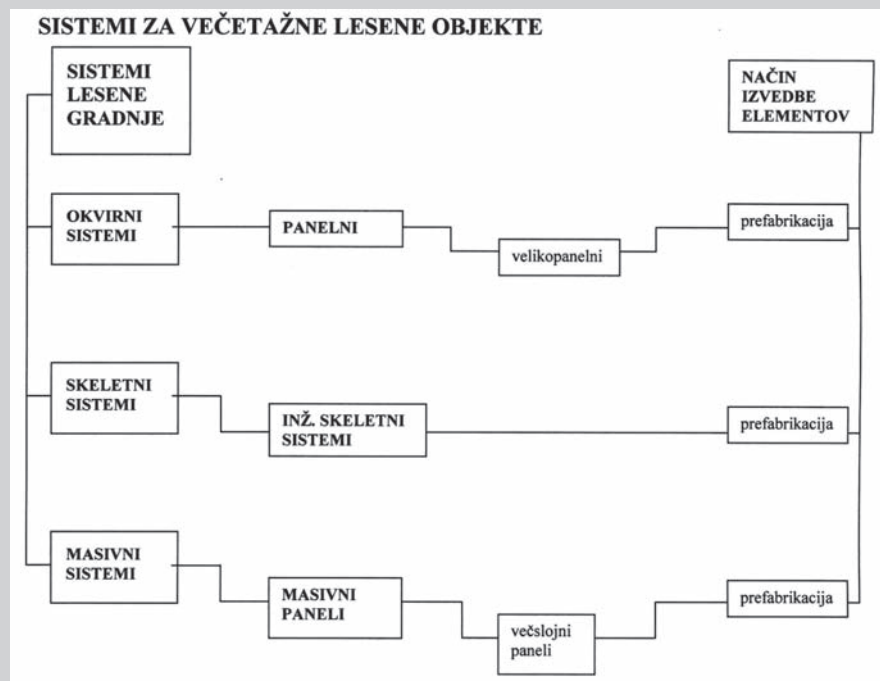 SISTEMI ZA VEČETAŽNE LESENE OBJEKTE
SISTEMI
LESENE
GRADNJE
NAČIN
IZVEDBE
ELEMENTOV
OKVIRNI
SISTEMI
PANELNI
velikopanelni
prefabrikacija
SKELETNI
SISTEMI
INŽ. SKELETNI
SISTEMI
prefabrikacija
MASIVNI
SISTEMI
MASIVNI
PANELI
večslojni
paneli
prefabrikacija